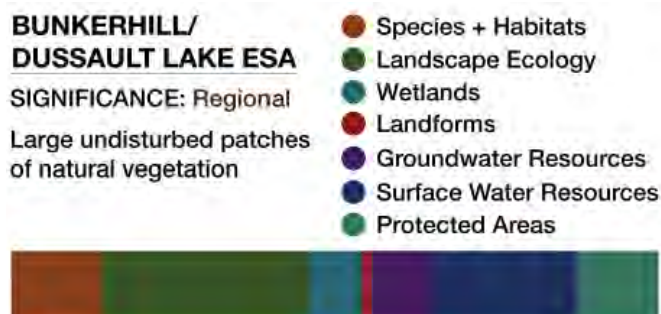 BUNKERHILL/
DUSSAULT LAKE ESA
SIGNIFICANCE: Regional
Large undisturbed patches
of natural vegetation
Species + Habitats
Landscape Ecology
Wetlands
Landforms
Groundwater Resources
Surface Water Resources
Protected Areas